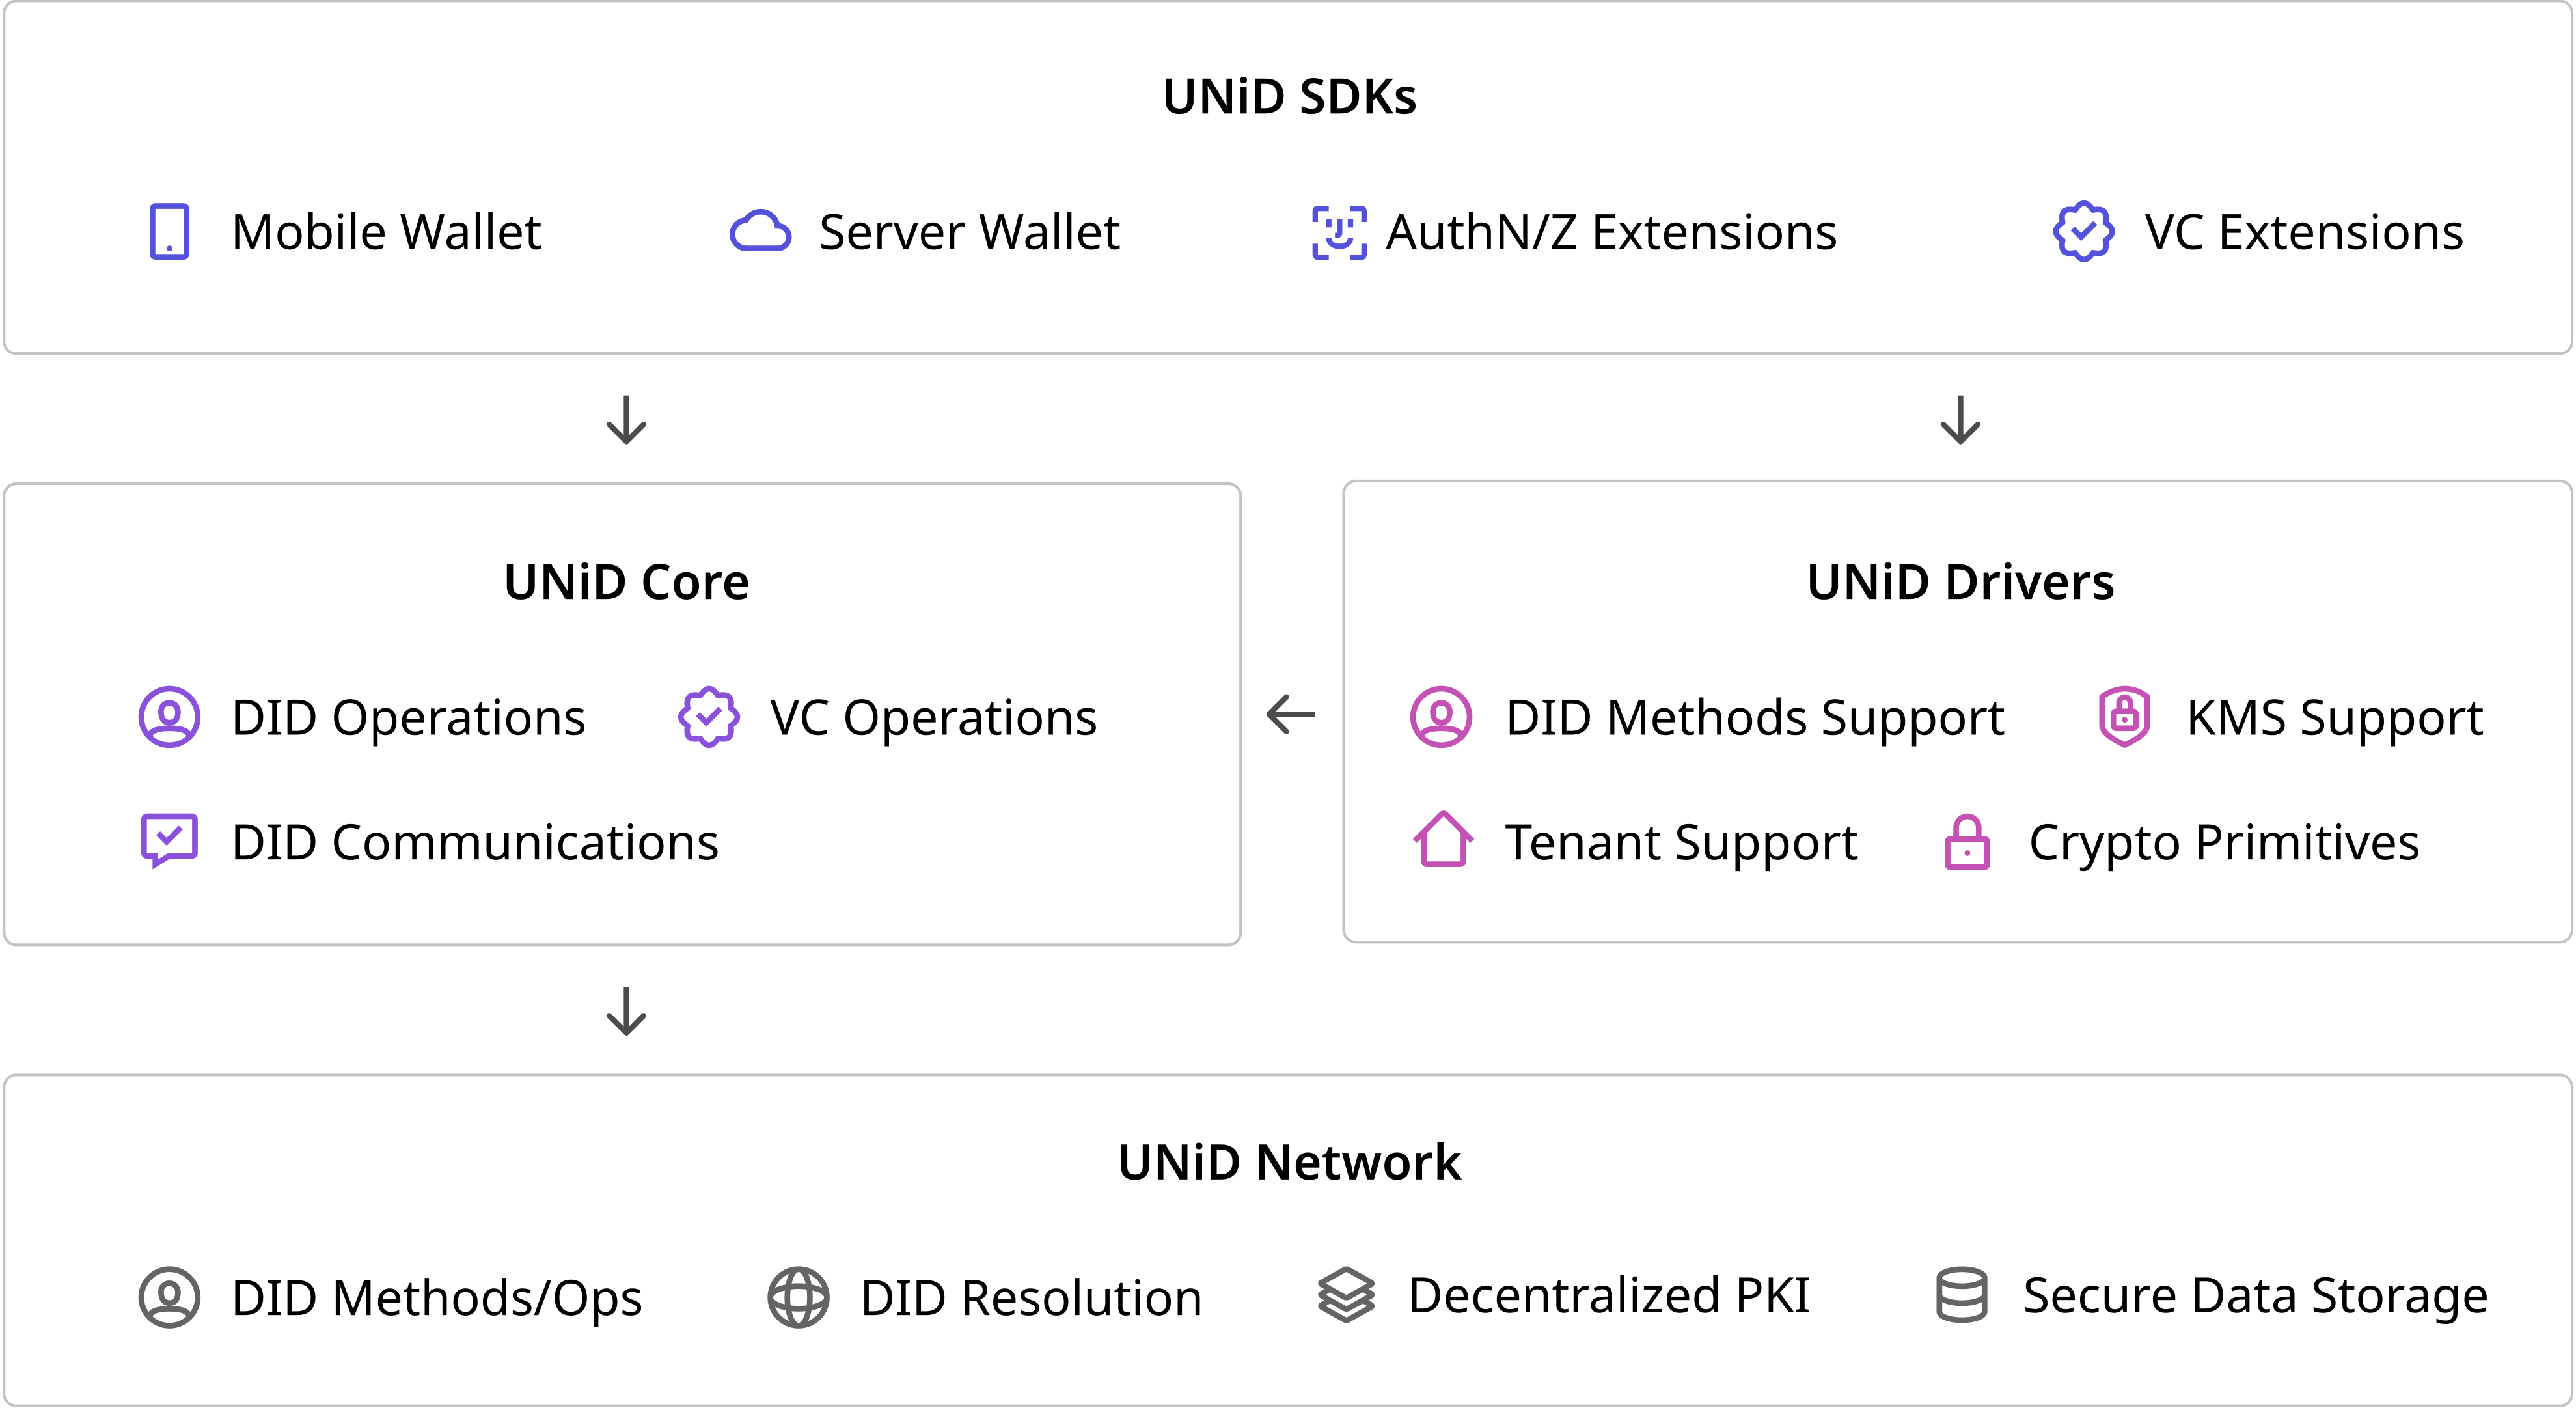 UNiD SDKs
Mobile Wallet
Server Wallet
AuthN/Z Extensions
VC Extensions
UNiD Core
DID Operations
VC Operations
DID Communications
UNiD Drivers
DID Methods Support
KMS Support
Tenant Support
Crypto Primitives
UNiD Network
DID Methods/Ops
DID Resolution
Decentralized PKI
Secure Data Storage